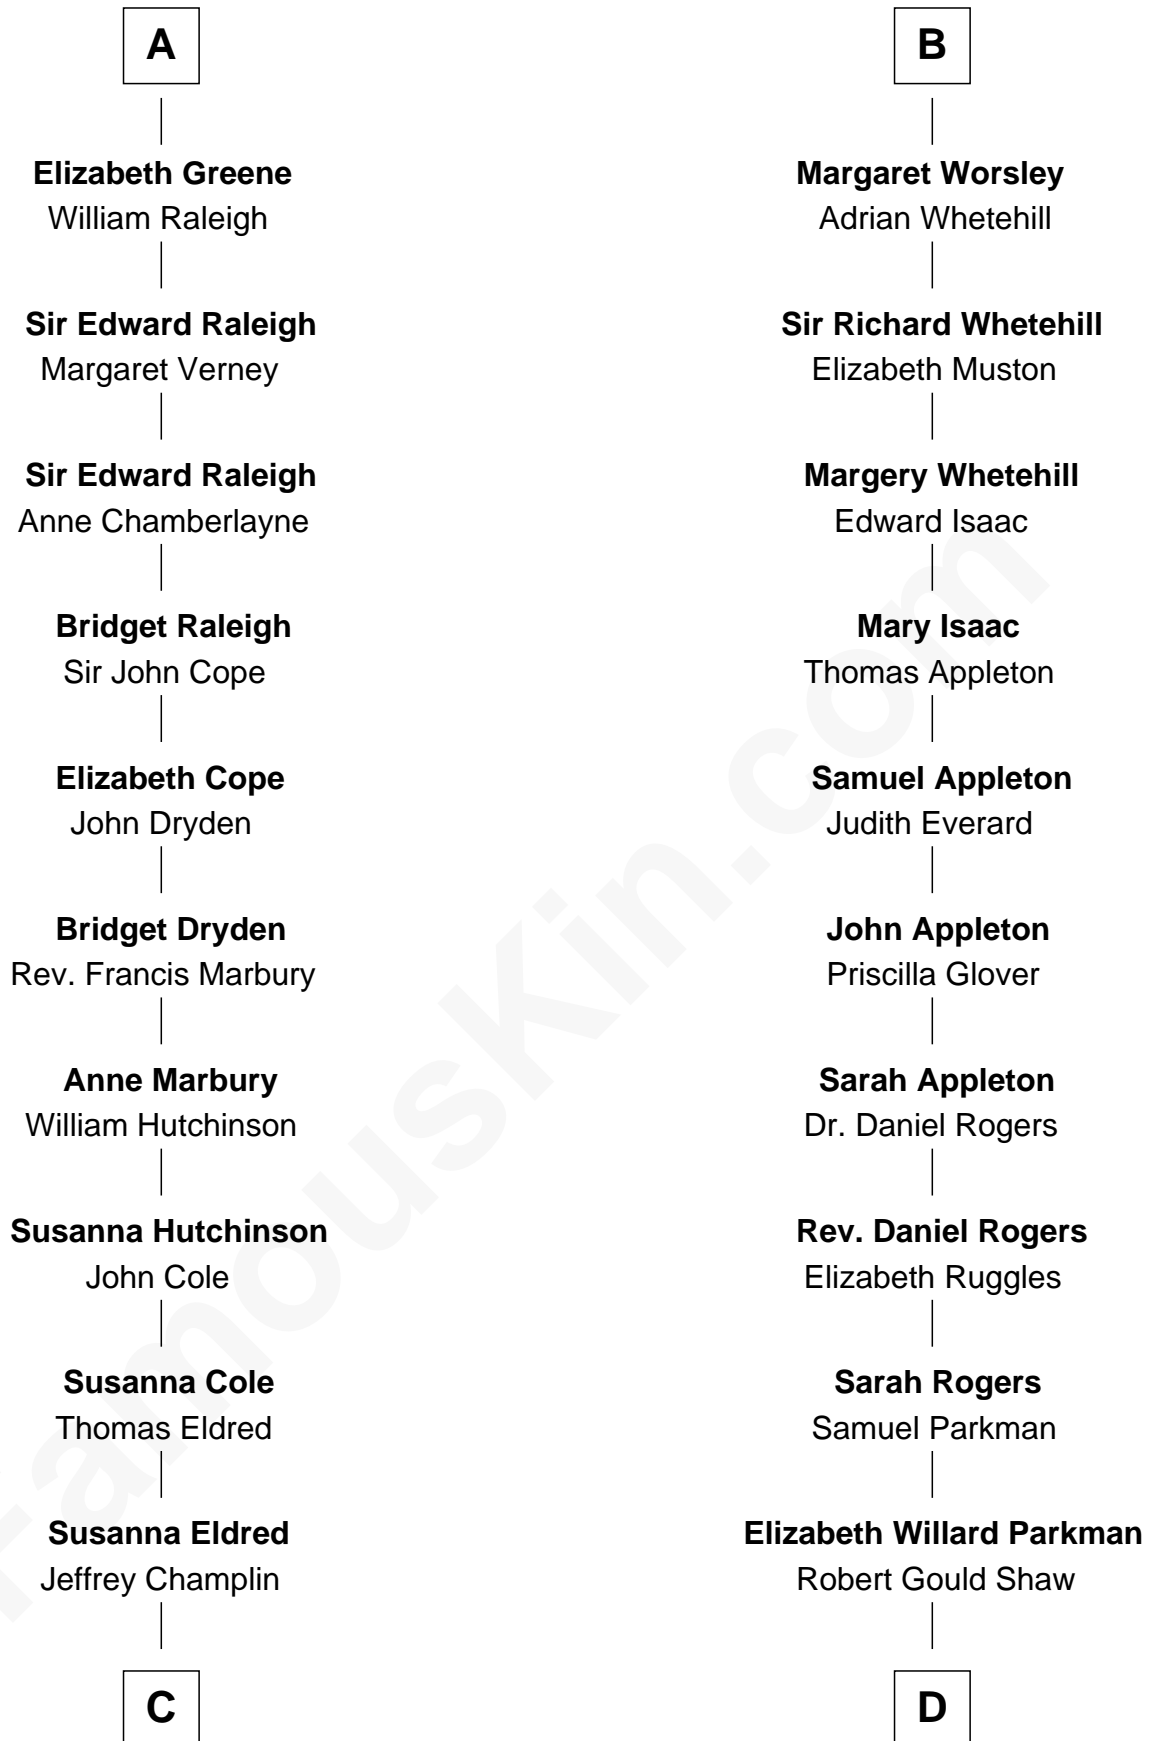 A
Elizabeth Greene
William Raleigh
Sir Edward Raleigh
Margaret Verney
Sir Edward Raleigh
Anne Chamberlayne
Bridget Raleigh
Sir John Cope
Elizabeth Cope
John Dryden
Bridget Dryden
Rev. Francis Marbury
Anne Marbury
William Hutchinson
Susanna Hutchinson
John Cole
Susanna Cole
Thomas Eldred
Susanna Eldred
Jeffrey Champlin
C
B
Margaret Worsley
Adrian Whetehill
Sir Richard Whetehill
Elizabeth Muston
Margery Whetehill
Edward Isaac
Mary Isaac
Thomas Appleton
Samuel Appleton
Judith Everard
John Appleton
Priscilla Glover
Sarah Appleton
Dr. Daniel Rogers
Rev. Daniel Rogers
Elizabeth Ruggles
Sarah Rogers
Samuel Parkman
Elizabeth Willard Parkman
Robert Gould Shaw
D
FamousKin.com